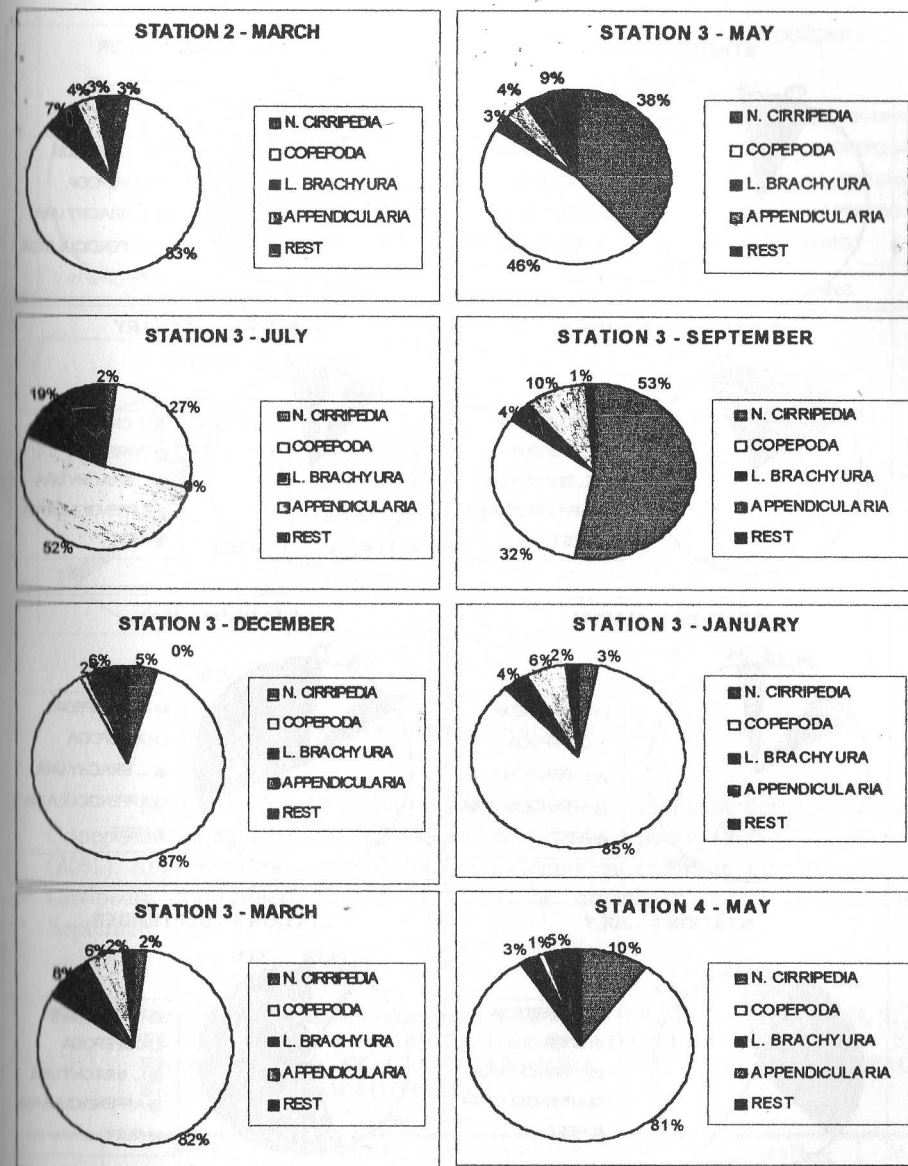 STATION 2 - MARCH
7%
4%
3%
3%
83%
N. CIRRIPEDIA
COPEPODA
L. BRACHYURA
APPENDICULARIA
REST
STATION 3 - MAY
3%
4%
9%
38%
46%
N. CIRRIPEDIA
COPEPODA
L. BRACHYURA
APPENDICULARIA
REST
STATION 3 - JULY
19%
2%
27%
0%
52%
N. CIRRIPEDIA
COPEPODA
L. BRACHYURA
APPENDICULARIA
REST
STATION 3 - SEPTEMBER
4%
10%
1%
53%
32%
N. CIRRIPEDIA
COPEPODA
L. BRACHYURA
APPENDICULARIA
REST
STATION 3 - DECEMBER
2
6%
5%
0%
87%
N. CIRRIPEDIA
COPEPODA
L. BRACHYURA
APPENDICULARIA
REST
STATION 3 - JANUARY
4%
6%
2%
3%
85%
N. CIRRIPEDIA
COPEPODA
L. BRACHYURA
APPENDICULARIA
REST
STATION 3 - MARCH
8%
6%
2%
2%
82%
N. CIRRIPEDIA
COPEPODA
L. BRACHYURA
APPENDICULARIA
REST
STATION 4 - MAY
3%
1%
5%
10%
81%
N. CIRRIPEDIA
COPEPODA
L. BRACHYURA
APPENDICULARIA
REST